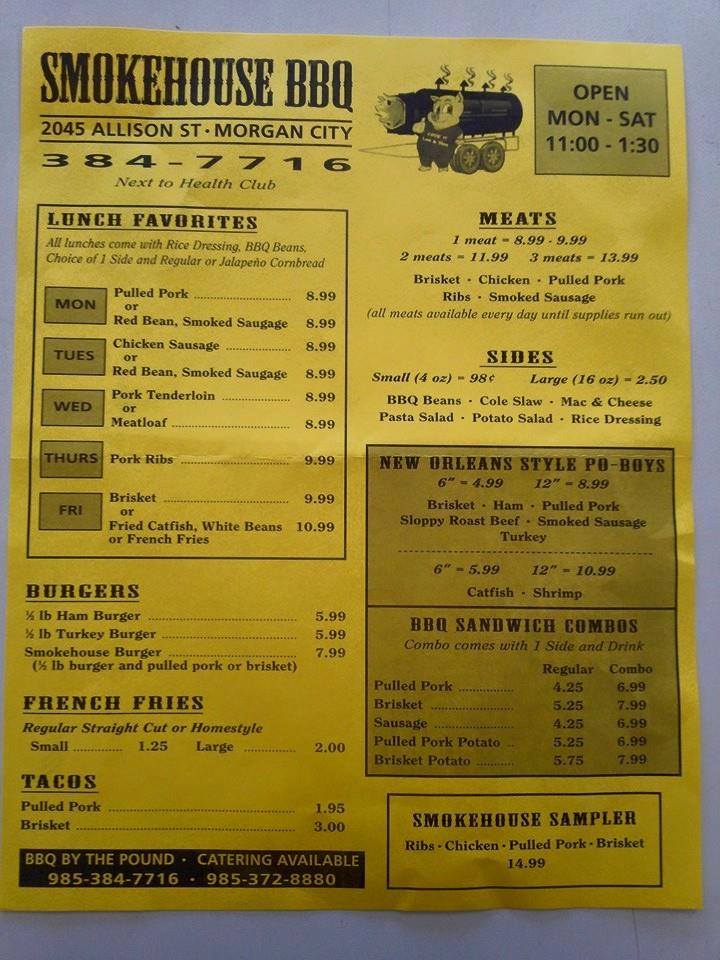 SMOKEHOUSE BBQ
2045 ALLISON ST · MORGAN CITY
384-7716
Next to Health Club
OPEN
MON - SAT
11:00 - 1:30
LUNCH FAVORITES
All lunches come with Rice Dressing, BBQ Beans,
Choice of 1 Side and Regular or Jalapeño Cornbread
MON
Pulled Pork ........ 8.99
or
Red Bean, Smoked Saugage 8.99
TUES
Chicken Sausage ........ 8.99
or
Red Bean, Smoked Saugage 8.99
WED
Pork Tenderloin ........ 8.99
or
Meatloaf ........ 8.99
THURS
Pork Ribs ........ 9.99
FRI
Brisket ........ 9.99
or
Fried Catfish, White Beans 10.99
or French Fries
BURGERS
½ lb Ham Burger ........ 5.99
½ lb Turkey Burger ........ 5.99
Smokehouse Burger ........ 7.99
(½ lb burger and pulled pork or brisket)
FRENCH FRIES
Regular Straight Cut or Homestyle
Small ........ 1.25 Large ........ 2.00
TACOS
Pulled Pork ........ 1.95
Brisket ........ 3.00
BBQ BY THE POUND · CATERING AVAILABLE
985-384-7716 · 985-372-8880
MEATS
1 meat = 8.99 - 9.99
2 meats = 11.99 3 meats = 13.99
Brisket · Chicken · Pulled Pork
Ribs · Smoked Sausage
(all meats available every day until supplies run out)
SIDES
Small (4 oz) = 98¢ Large (16 oz) = 2.50
BBQ Beans · Cole Slaw · Mac & Cheese
Pasta Salad · Potato Salad · Rice Dressing
NEW ORLEANS STYLE PO-BOYS
6" = 4.99 12" = 8.99
Brisket · Ham · Pulled Pork
Sloppy Roast Beef · Smoked Sausage
Turkey
6" = 5.99 12" = 10.99
Catfish · Shrimp
BBQ SANDWICH COMBOS
Combo comes with 1 Side and Drink
Regular Combo
Pulled Pork ........ 4.25 6.99
Brisket ........ 5.25 7.99
Sausage ........ 4.25 6.99
Pulled Pork Potato .. 5.25 6.99
Brisket Potato ........ 5.75 7.99
SMOKEHOUSE SAMPLER
Ribs · Chicken · Pulled Pork · Brisket
14.99